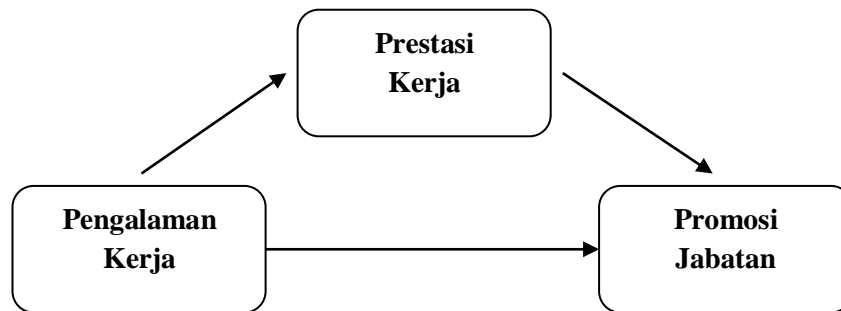 Prestasi
Kerja
Pengalaman
Kerja
Promosi
Jabatan